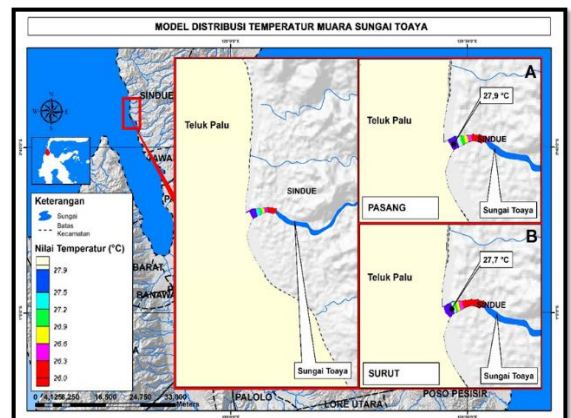 MODEL DISTRIBUSI TEMPERATUR MUARA SUNGAI TOAYA
SINDUE
BARAT
BANAWA
PALOLO
LORE UTARA
POSO PESISIR
Keterangan
Sungai
Batas
Kecamatan
Nilai Temperatur (°C)
27.9
27.5
27.2
26.9
26.6
26.3
26.0
Meters
Teluk Palu
SINDUE
Sungai Toaya
A
27,9 °C
Teluk Palu
SINDUE
PASANG
Sungai Toaya
B
27,7 °C
Teluk Palu
SINDUE
SURUT
Sungai Toaya